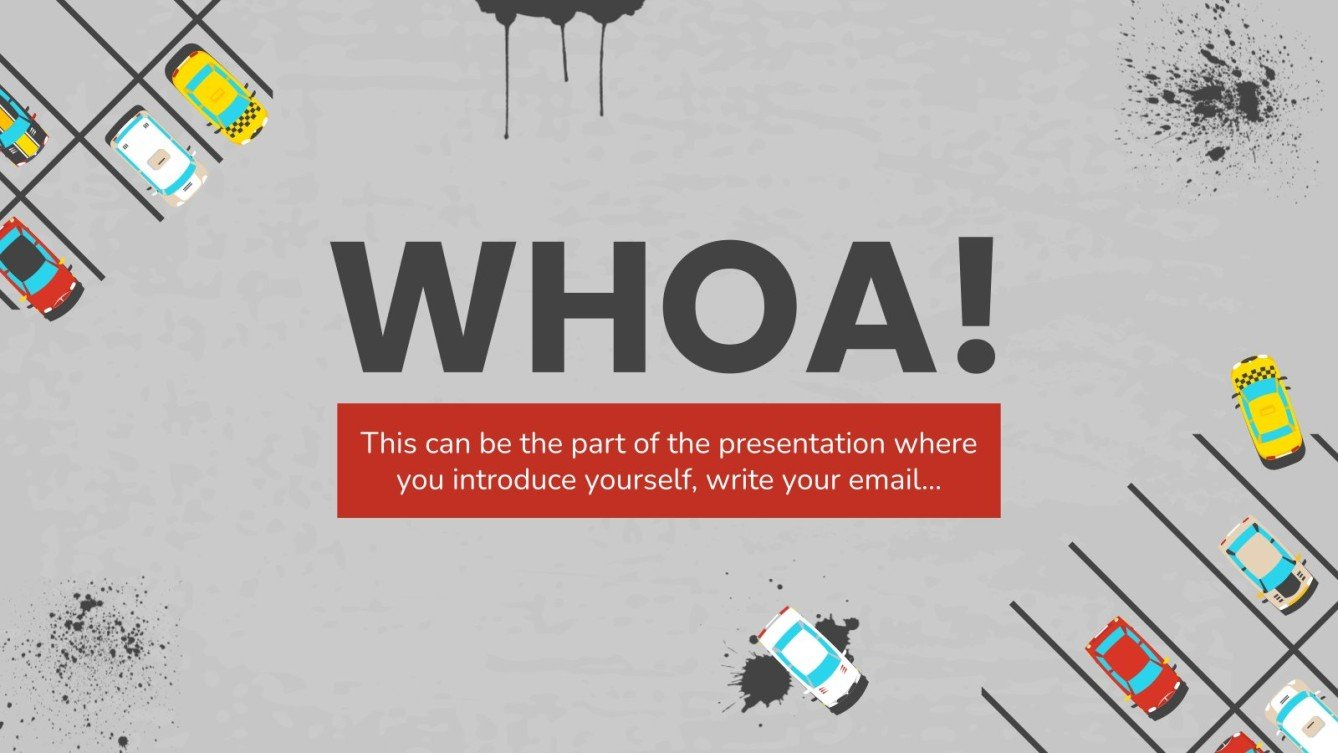 WHOA!
This can be the part of the presentation where
you introduce yourself, write your email...